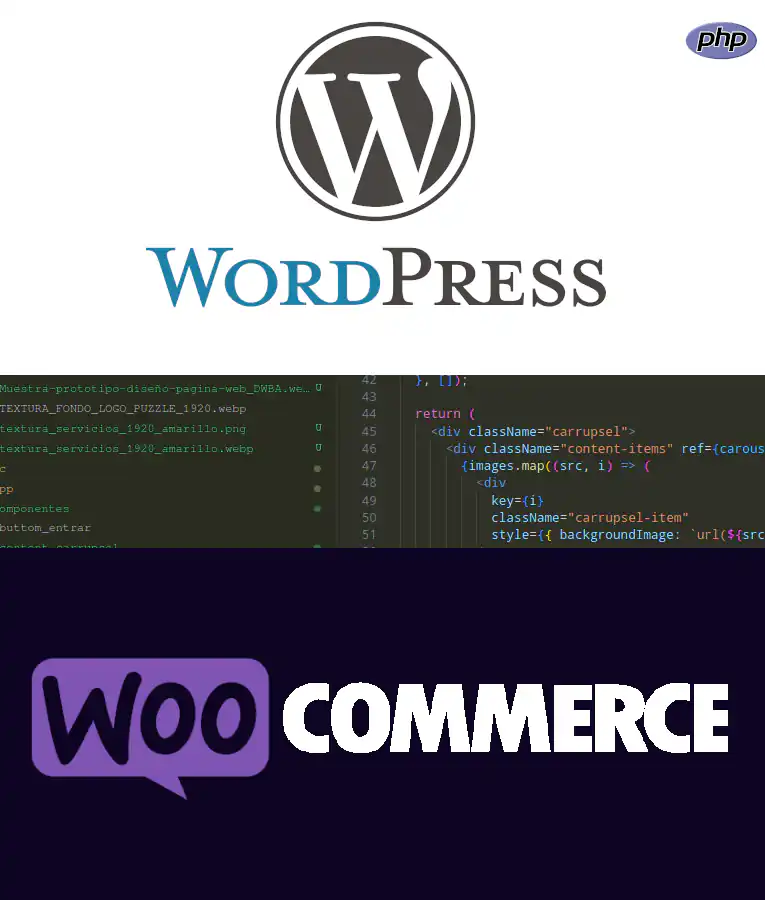 php
WORDPRESS
Muestra-prototipo-diseño-pagina-web_DWBA.we... U
TEXTURA_FONDO_LOGO_PUZZLE_1920.webp
textura_servicios_1920_amarillo.png U
textura_servicios_1920_amarillo.webp U
c
pp
omponentes
buttom_entrar
content_carrupsel
42 }, []);
43
44 return (
45 <div className="carrupsel">
46 <div className="content-items" ref={carous
47 {images.map((src, i) => (
48 <div
49 key={i}
50 className="carrupsel-item"
51 style={{ backgroundImage: `url(${src
WOO COMMERCE